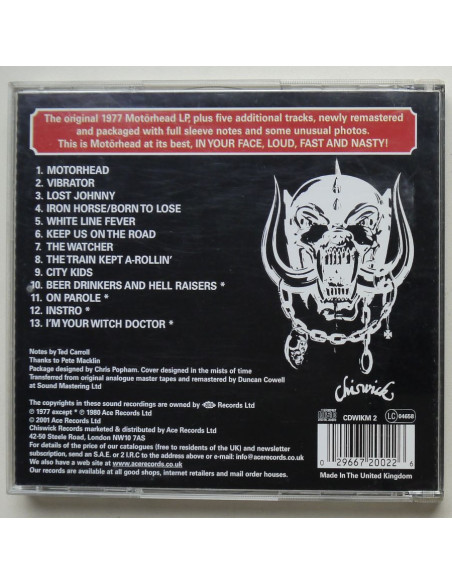 The original 1977 Motörhead LP, plus five additional tracks, newly remastered
and packaged with full sleeve notes and some unusual photos.
This is Motörhead at its best, IN YOUR FACE, LOUD, FAST AND NASTY!
1. MOTORHEAD
2. VIBRATOR
3. LOST JOHNNY
4. IRON HORSE/BORN TO LOSE
5. WHITE LINE FEVER
6. KEEP US ON THE ROAD
7. THE WATCHER
8. THE TRAIN KEPT A-ROLLIN'
9. CITY KIDS
10. BEER DRINKERS AND HELL RAISERS *
11. ON PAROLE *
12. INSTRO *
13. I'M YOUR WITCH DOCTOR *
Notes by Ted Carroll
Thanks to Pete Macklin
Package designed by Chris Popham. Cover designed in the mists of time
Transferred from original analogue master tapes and remastered by Duncan Cowell
at Sound Mastering Ltd
The copyrights in these sound recordings are owned by Ace Records Ltd
℗ 1977 except * ℗ 1980 Ace Records Ltd
© 2001 Ace Records Ltd
Chiswick Records marketed by Ace Records Ltd
42-50 Steele Road, London NW10 7AS
For details of the price of our catalogues (free to residents of the UK) and newsletter
subscription, send an S.A.E. or 2 I.R.C to above address or e-mail: info@acerecords.co.uk
We also have a web site at www.acerecords.co.uk
Our records are available at all good shops, internet retailers and mail order houses.
Chiswick
COMPACT
disc
DIGITAL AUDIO
CDWIKM 2
LC 04658
0 29667 20022 6
Made In The United Kingdom